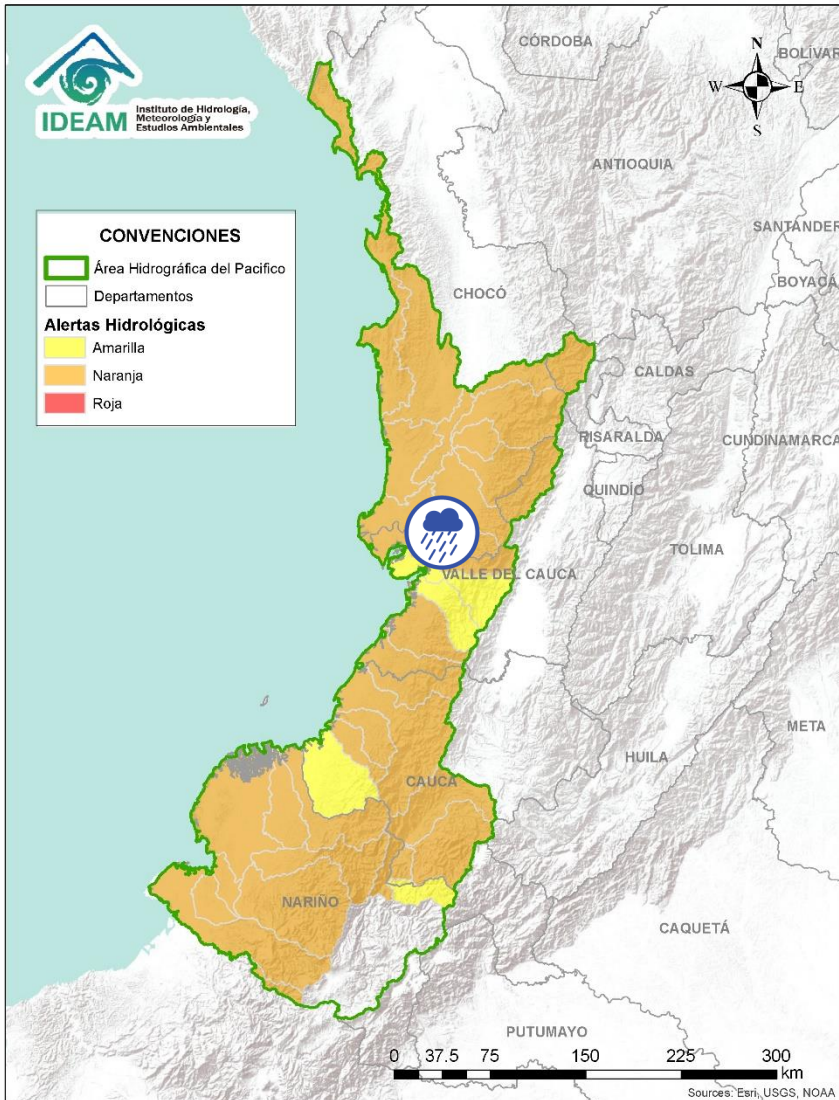 IDEAM
Instituto de Hidrología,
Meteorología y
Estudios Ambientales
CÓRDOBA
BOLÍVAR
N
W
E
S
ANTIOQUIA
SANTANDER
BOYACÁ
CONVENCIONES
Área Hidrográfica del Pacifico
Departamentos
Alertas Hidrológicas
Amarilla
Naranja
Roja
CHOCÓ
CALDAS
RISARALDA
CUNDINAMARCA
QUINDÍO
TOLIMA
VALLE DEL CAUCA
META
HUILA
CAUCA
NARIÑO
CAQUETÁ
PUTUMAYO
0 37.5 75 150 225 300
km
Sources: Esri, USGS, NOAA